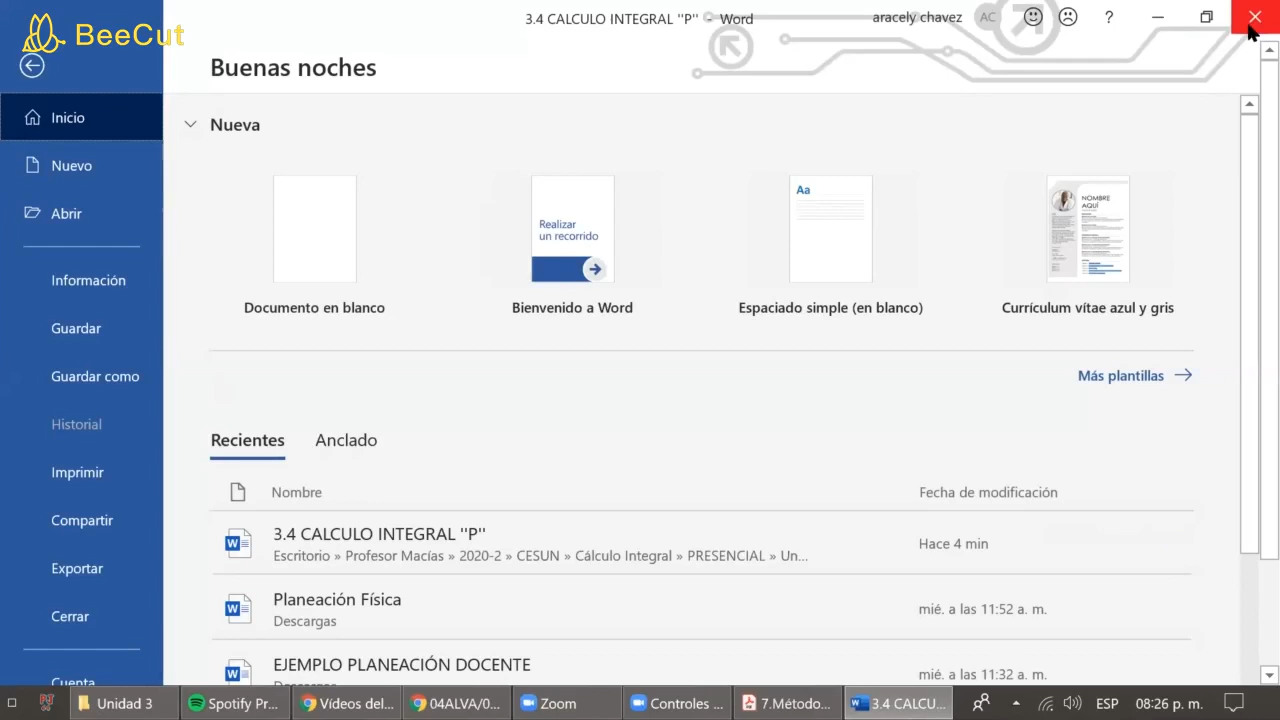 BeeCut
3.4 CALCULO INTEGRAL ''P'' - Word
aracely chavez
AC
?
Buenas noches
Inicio
Nuevo
Abrir
Información
Guardar
Guardar como
Historial
Imprimir
Compartir
Exportar
Cerrar
Cuenta
Nueva
Realizar
un recorrido
Aa
NOMBRE
AQUÍ
Documento en blanco
Bienvenido a Word
Espaciado simple (en blanco)
Currículum vítae azul y gris
Más plantillas
Recientes
Anclado
Nombre
Fecha de modificación
3.4 CALCULO INTEGRAL ''P''
Escritorio » Profesor Macías » 2020-2 » CESUN » Cálculo Integral » PRESENCIAL » Un...
Hace 4 min
Planeación Física
Descargas
mié. a las 11:52 a. m.
EJEMPLO PLANEACIÓN DOCENTE
Descargas
mié. a las 11:32 a. m.
Unidad 3
Spotify Pr...
Vídeos del...
04ALVA/0...
Zoom
Controles ...
7.Método...
3.4 CALCU...
ESP
08:26 p. m.